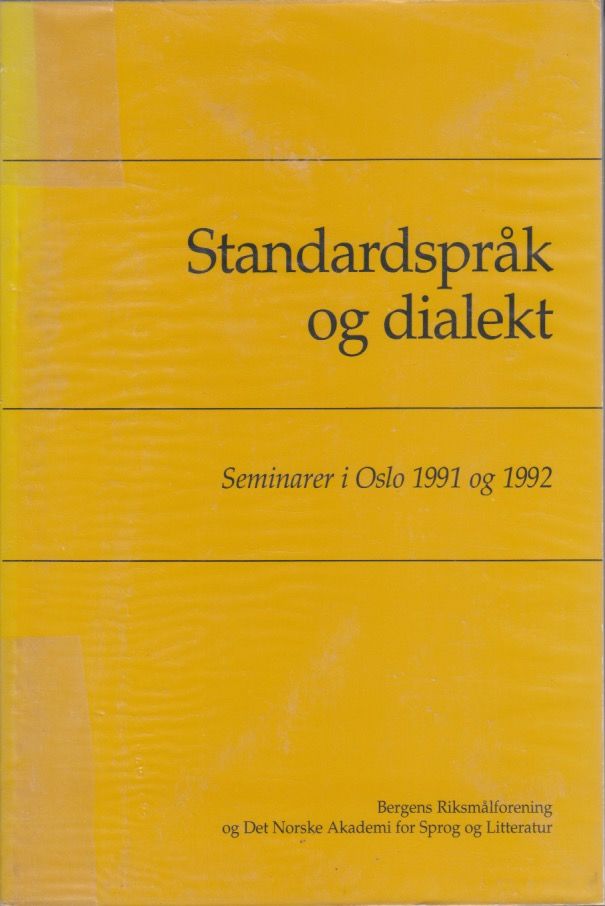 Standardspråk
og dialekt
Seminarer i Oslo 1991 og 1992
Bergens Riksmålforening
og Det Norske Akademi for Sprog og Litteratur